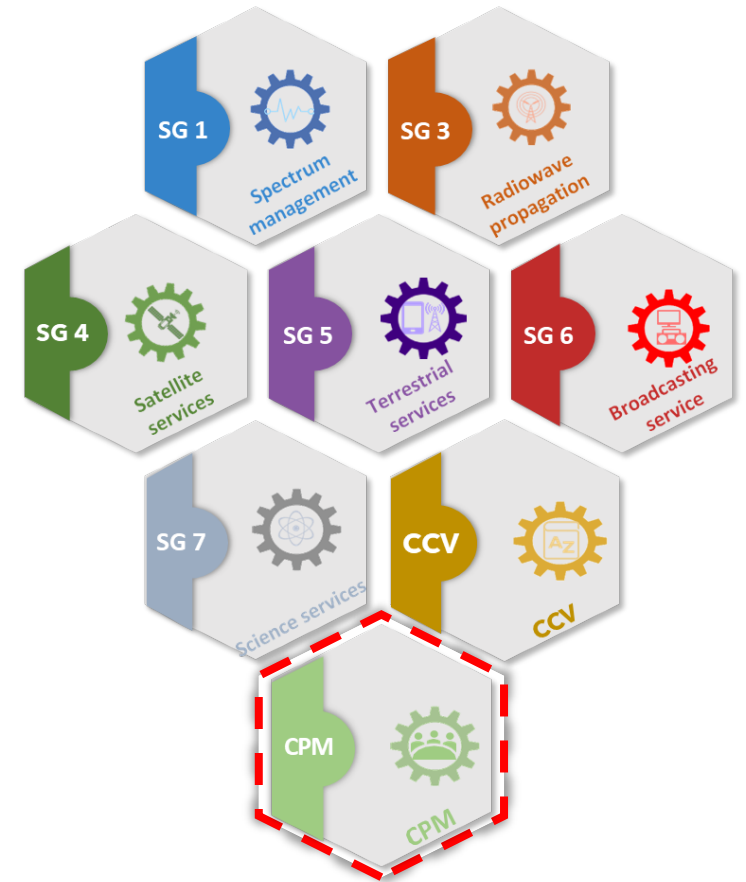 SG 1
Spectrum
management
SG 3
Radiowave
propagation
SG 4
Satellite
services
SG 5
Terrestrial
services
SG 6
Broadcasting
service
SG 7
Science services
CCV
AZ
CCV
CPM
CPM